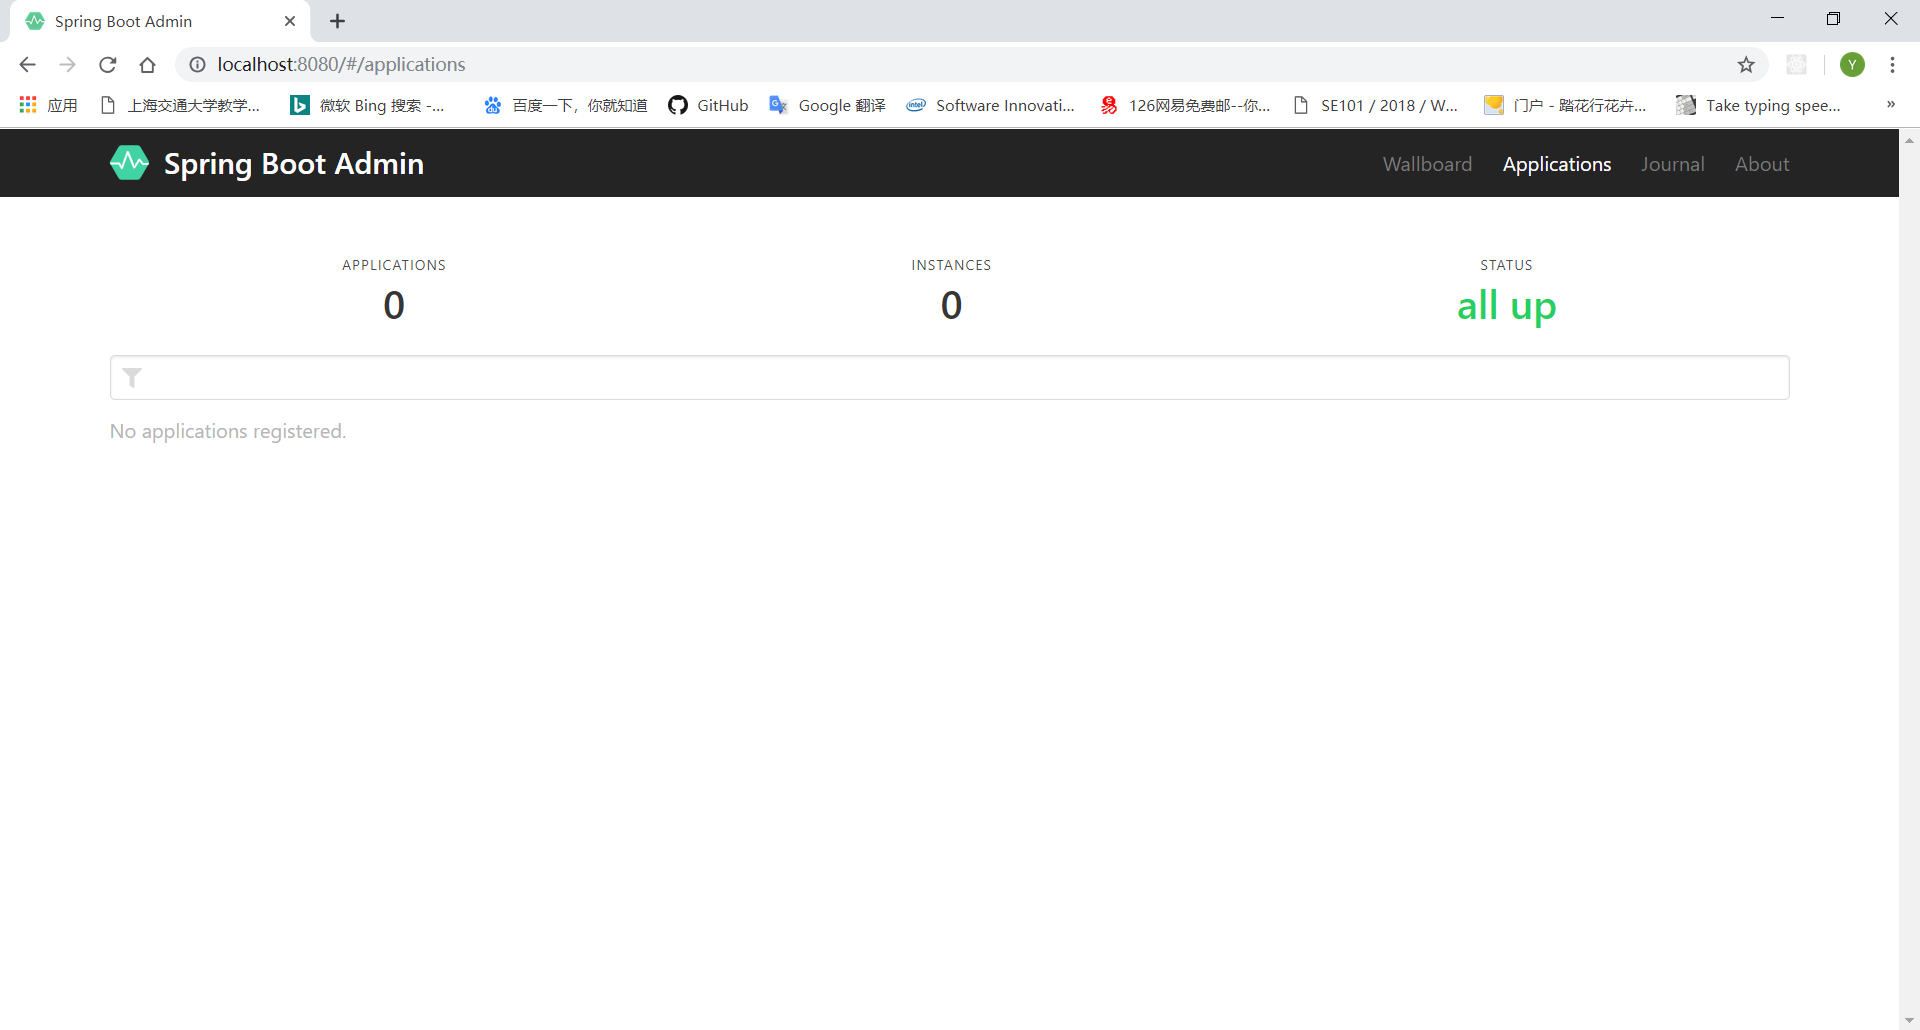 Spring Boot Admin
localhost:8080/#/applications
Y
应用 上海交通大学教学... 微软 Bing 搜索 -... 百度一下，你就知道 GitHub Google 翻译 Software Innovati... 126网易免费邮--你... SE101 / 2018 / W... 门户 - 踏花行花卉... Take typing spee... »
Spring Boot Admin Wallboard Applications Journal About
APPLICATIONS INSTANCES STATUS
0 0 all up
No applications registered.